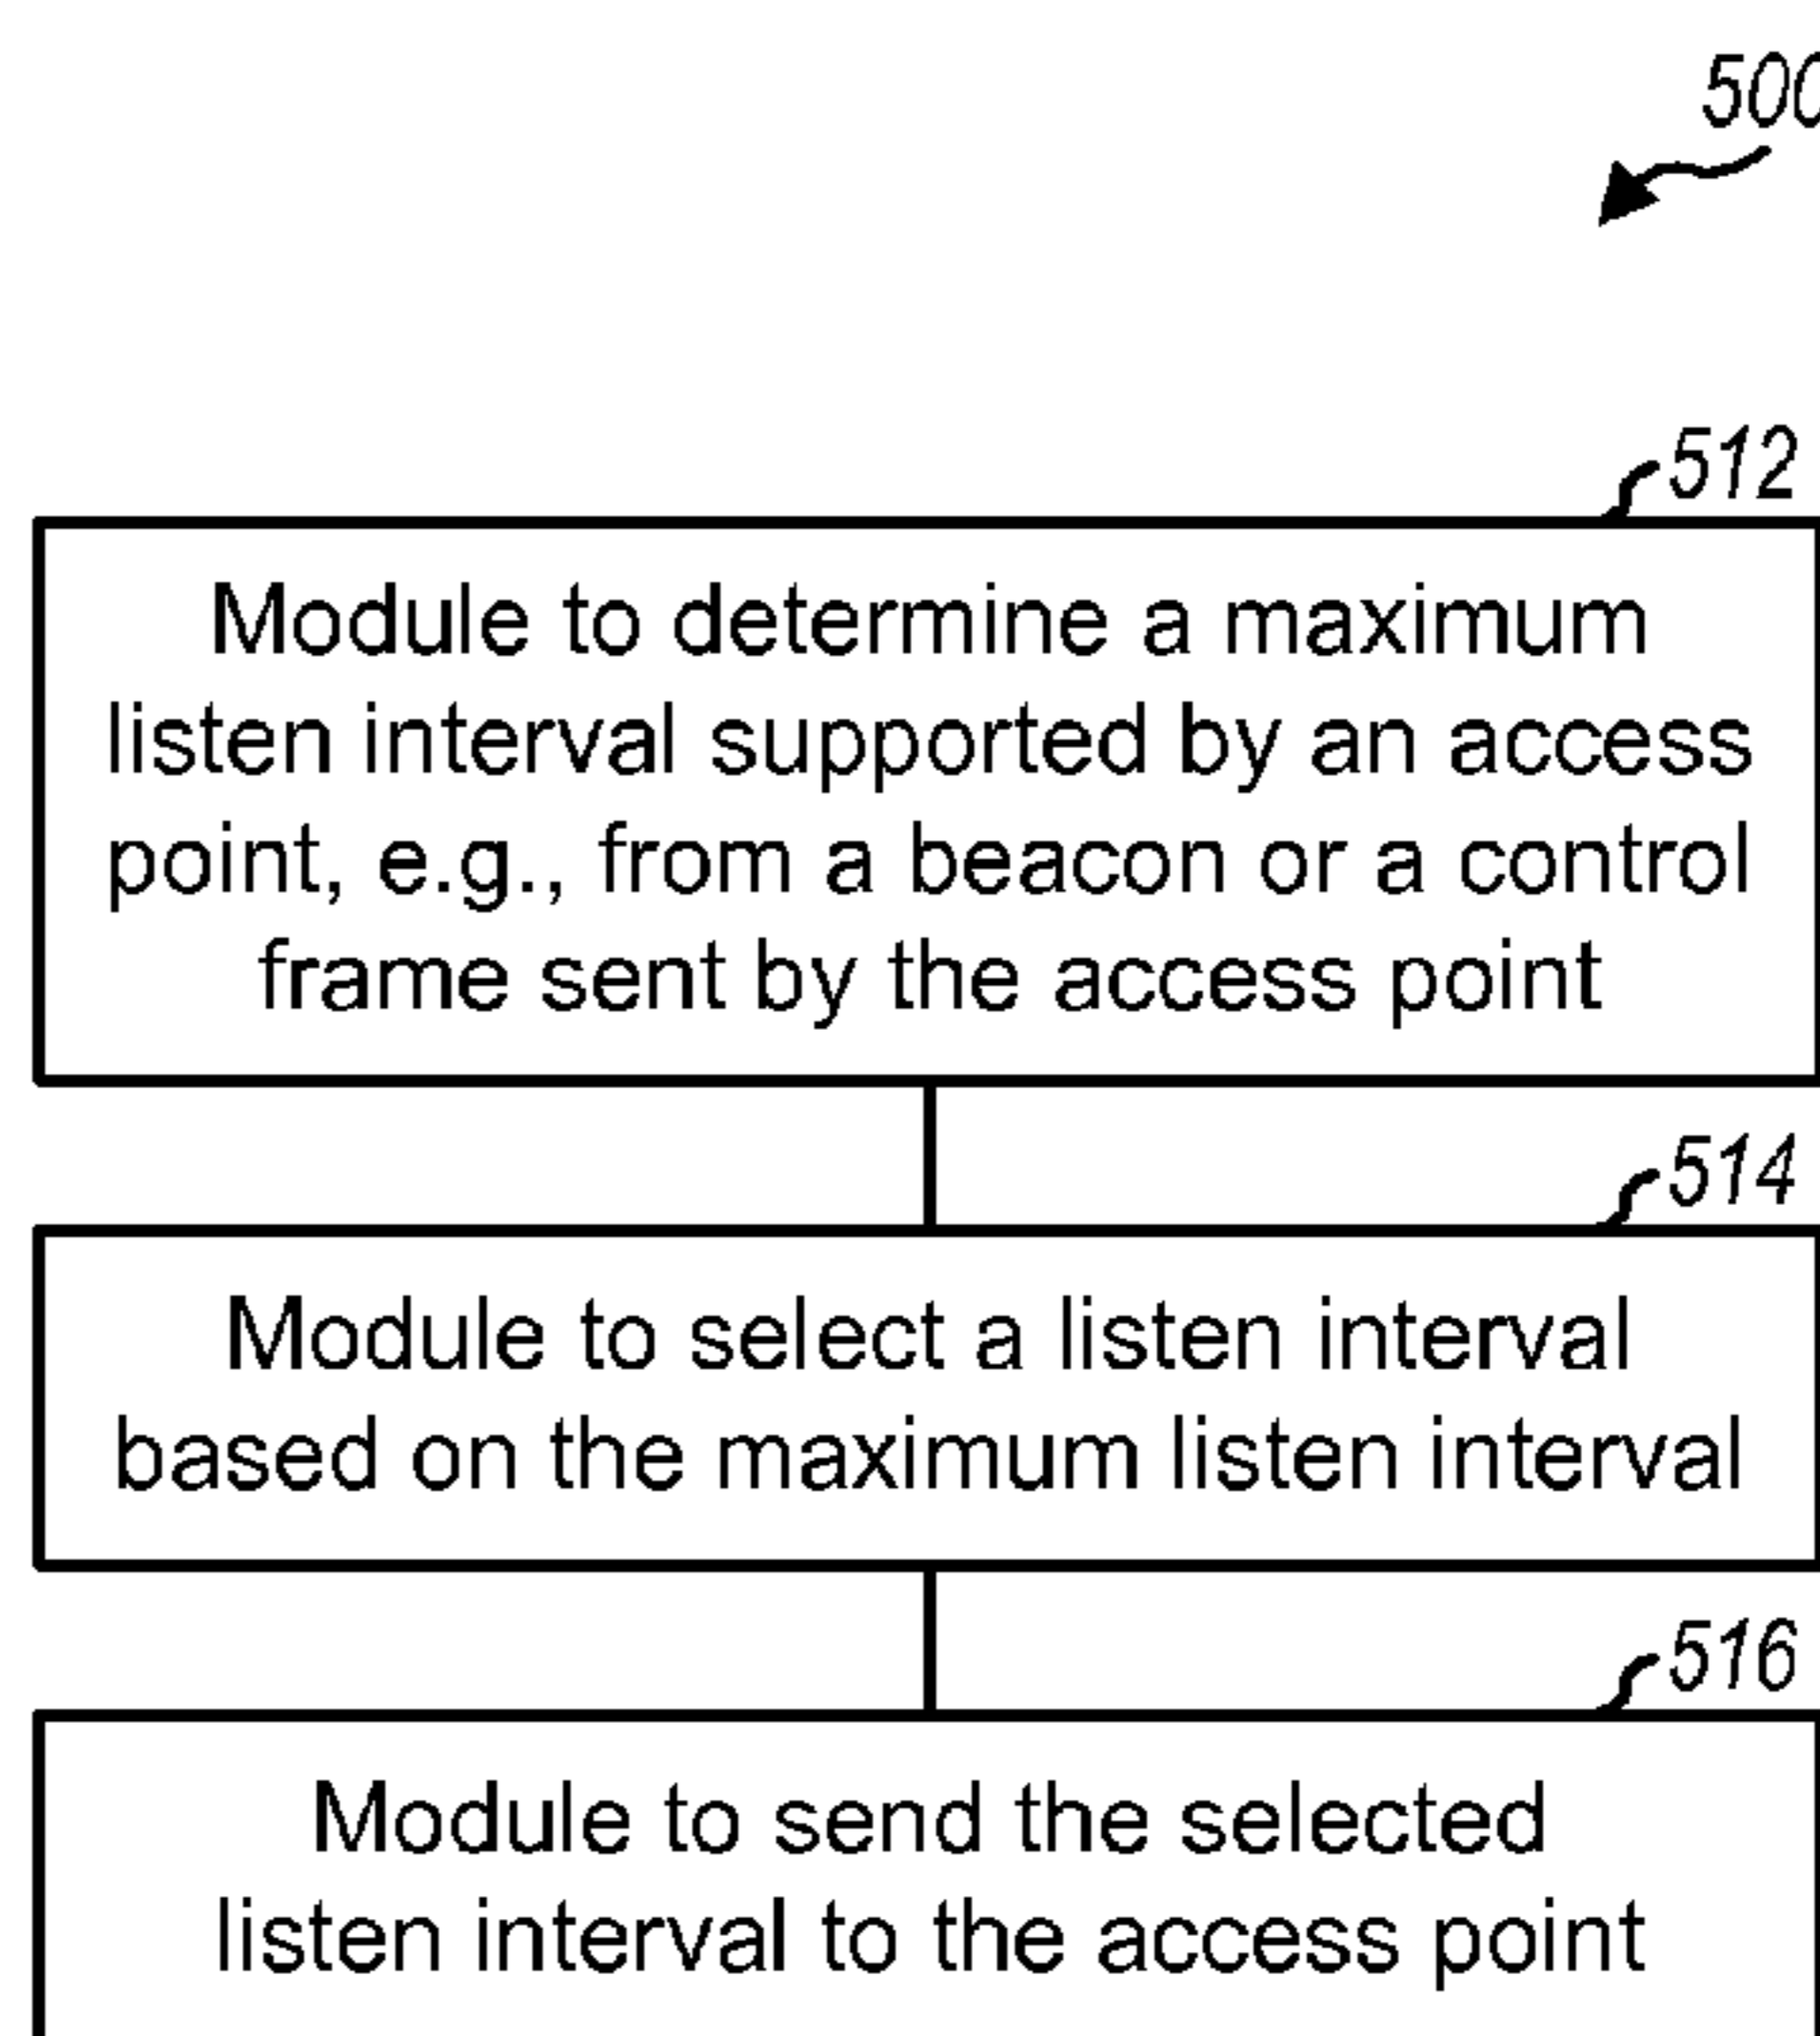 500
512
Module to determine a maximum
listen interval supported by an access
point, e.g., from a beacon or a control
frame sent by the access point
514
Module to select a listen interval
based on the maximum listen interval
516
Module to send the selected
listen interval to the access point